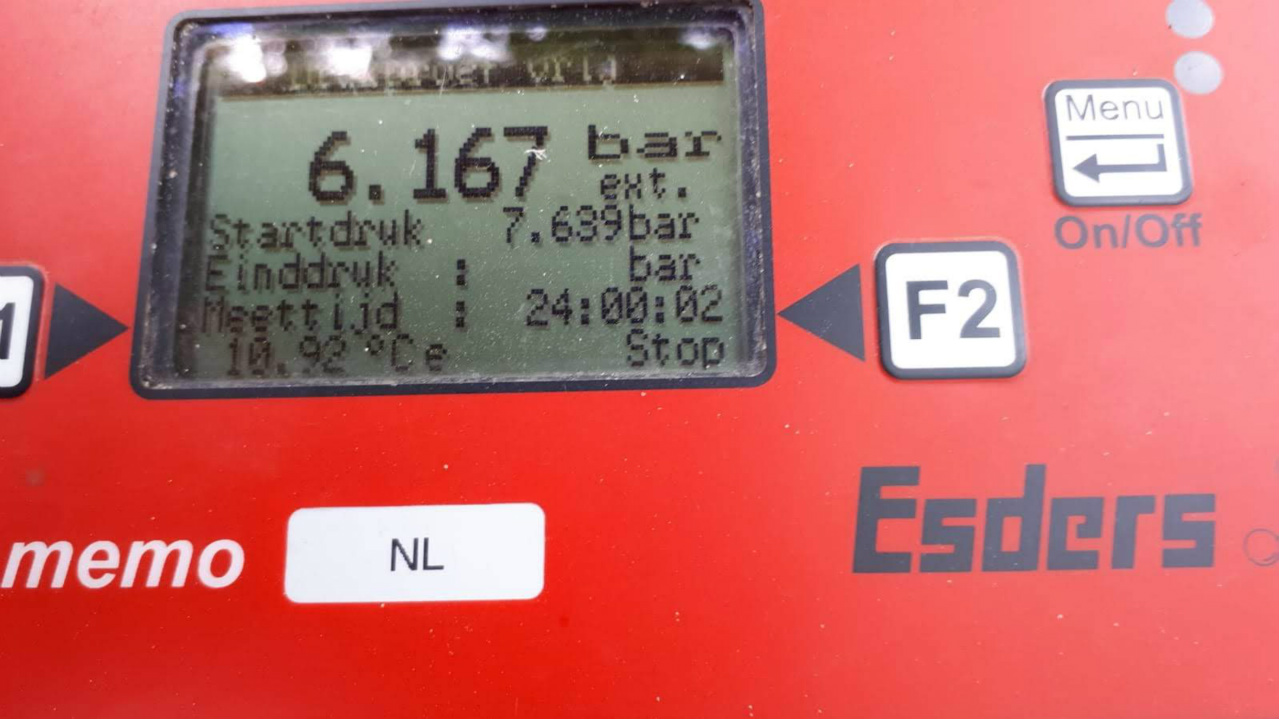 6.167 bar
ext.
Startdruk 7.639bar
Einddruk : bar
Meettijd : 24:00:02
10.92 °Ce Stop
Menu
On/Off
1
F2
memo
NL
Esders